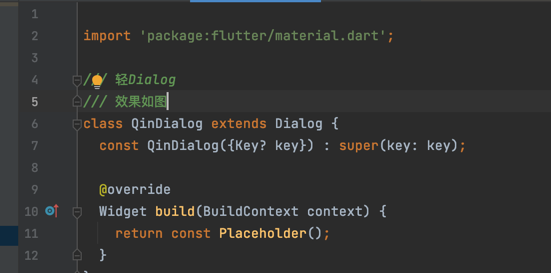 1
2 import 'package:flutter/material.dart';
3
4 /// 轻Dialog
5 /// 效果如图
6 class QinDialog extends Dialog {
7 const QinDialog({Key? key}) : super(key: key);
8
9 @override
10 Widget build(BuildContext context) {
11 return const Placeholder();
12 }